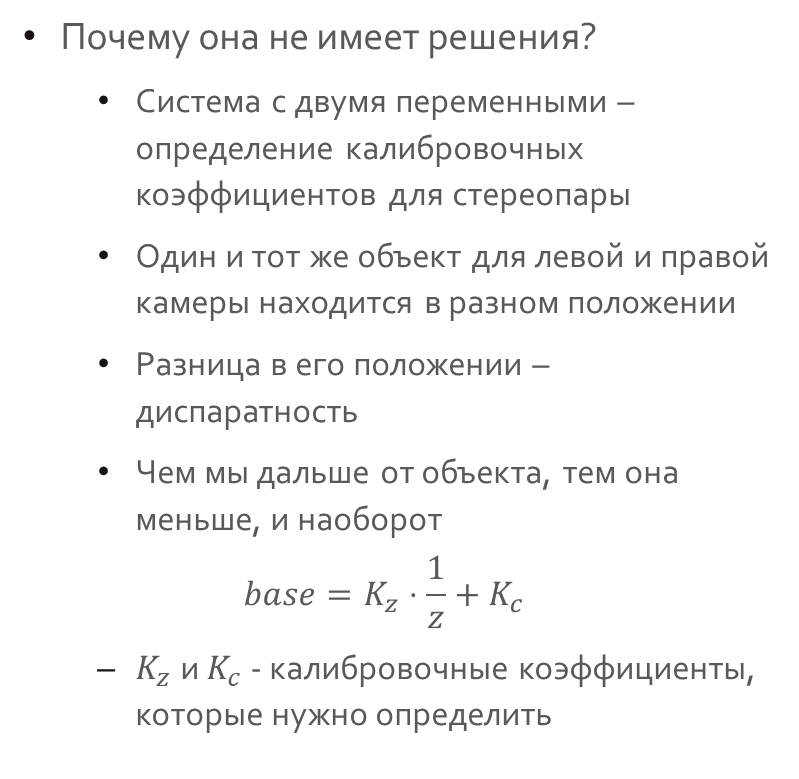 • Почему она не имеет решения?
• Система с двумя переменными –
определение калибровочных
коэффициентов для стереопары
• Один и тот же объект для левой и правой
камеры находится в разном положении
• Разница в его положении –
диспаратность
• Чем мы дальше от объекта, тем она
меньше, и наоборот
base = K_z · 1/z + K_c
– K_z и K_c - калибровочные коэффициенты,
которые нужно определить